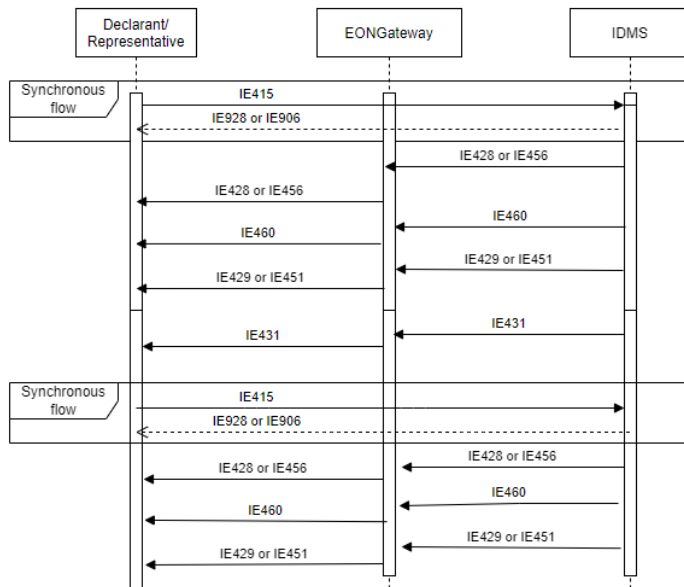 Declarant/
Representative
EONGateway
IDMS
Synchronous
flow
IE415
IE928 or IE906
IE428 or IE456
IE428 or IE456
IE460
IE460
IE429 or IE451
IE429 or IE451
IE431
IE431
Synchronous
flow
IE415
IE928 or IE906
IE428 or IE456
IE428 or IE456
IE460
IE460
IE429 or IE451
IE429 or IE451